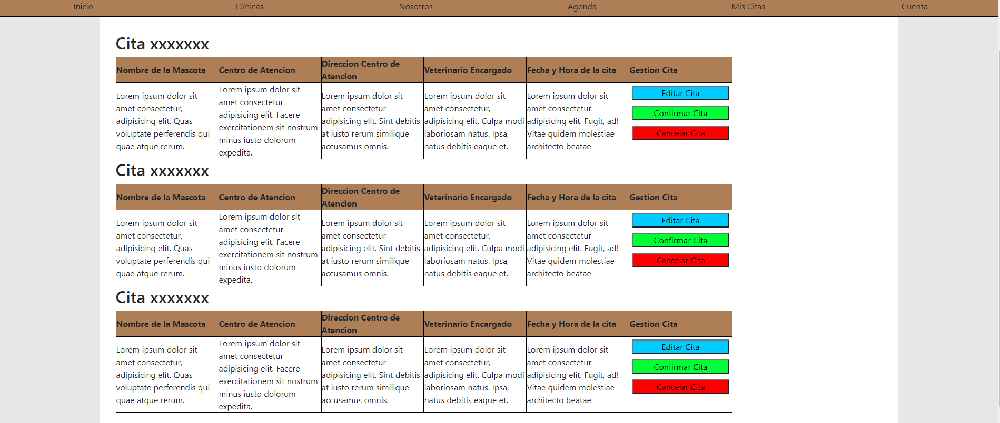 Inicio Clínicas Nosotros Agenda Mis Citas Cuenta
Cita xxxxxxx
Nombre de la Mascota
Centro de Atencion
Direccion Centro de
Atencion
Veterinario Encargado
Fecha y Hora de la cita
Gestion Cita
Lorem ipsum dolor sit
amet consectetur,
adipisicing elit. Quas
voluptate perferendis qui
quae atque rerum.
Lorem ipsum dolor sit
amet consectetur
adipisicing elit. Facere
exercitationem sit nostrum
minus iusto dolorum
expedita.
Lorem ipsum dolor sit
amet consectetur
adipisicing elit. Sint debitis
at iusto rerum similique
accusamus omnis.
Lorem ipsum dolor sit
amet consectetur,
adipisicing elit. Culpa modi
laboriosam natus. Ipsa,
natus debitis eaque et.
Lorem ipsum dolor sit
amet consectetur
adipisicing elit. Fugit, ad!
Vitae quidem molestiae
architecto beatae
Editar Cita
Confirmar Cita
Cancelar Cita
Cita xxxxxxx
Nombre de la Mascota
Centro de Atencion
Direccion Centro de
Atencion
Veterinario Encargado
Fecha y Hora de la cita
Gestion Cita
Lorem ipsum dolor sit
amet consectetur,
adipisicing elit. Quas
voluptate perferendis qui
quae atque rerum.
Lorem ipsum dolor sit
amet consectetur
adipisicing elit. Facere
exercitationem sit nostrum
minus iusto dolorum
expedita.
Lorem ipsum dolor sit
amet consectetur
adipisicing elit. Sint debitis
at iusto rerum similique
accusamus omnis.
Lorem ipsum dolor sit
amet consectetur,
adipisicing elit. Culpa modi
laboriosam natus. Ipsa,
natus debitis eaque et.
Lorem ipsum dolor sit
amet consectetur
adipisicing elit. Fugit, ad!
Vitae quidem molestiae
architecto beatae
Editar Cita
Confirmar Cita
Cancelar Cita
Cita xxxxxxx
Nombre de la Mascota
Centro de Atencion
Direccion Centro de
Atencion
Veterinario Encargado
Fecha y Hora de la cita
Gestion Cita
Lorem ipsum dolor sit
amet consectetur,
adipisicing elit. Quas
voluptate perferendis qui
quae atque rerum.
Lorem ipsum dolor sit
amet consectetur
adipisicing elit. Facere
exercitationem sit nostrum
minus iusto dolorum
expedita.
Lorem ipsum dolor sit
amet consectetur
adipisicing elit. Sint debitis
at iusto rerum similique
accusamus omnis.
Lorem ipsum dolor sit
amet consectetur,
adipisicing elit. Culpa modi
laboriosam natus. Ipsa,
natus debitis eaque et.
Lorem ipsum dolor sit
amet consectetur
adipisicing elit. Fugit, ad!
Vitae quidem molestiae
architecto beatae
Editar Cita
Confirmar Cita
Cancelar Cita